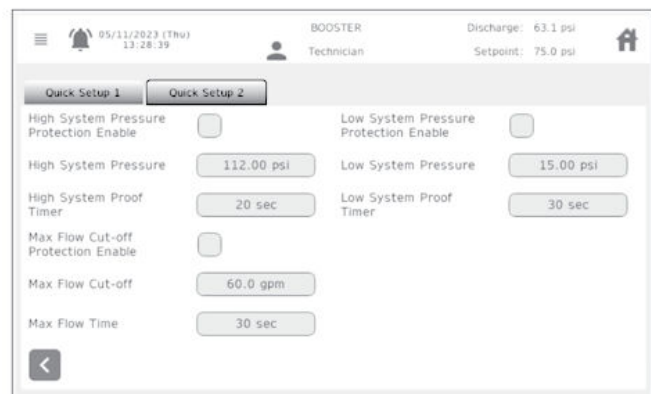 05/11/2023 (Thu)
13:28:39
BOOSTER
Technician
Discharge: 63.1 psi
Setpoint: 75.0 psi
Quick Setup 1
Quick Setup 2
High System Pressure
Protection Enable
Low System Pressure
Protection Enable
High System Pressure
112.00 psi
Low System Pressure
15.00 psi
High System Proof
Timer
20 sec
Low System Proof
Timer
30 sec
Max Flow Cut-off
Protection Enable
Max Flow Cut-off
60.0 gpm
Max Flow Time
30 sec